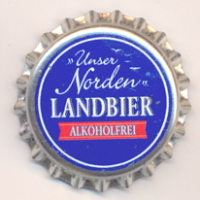 »Unser
Norden«
LANDBIER
ALKOHOLFREI